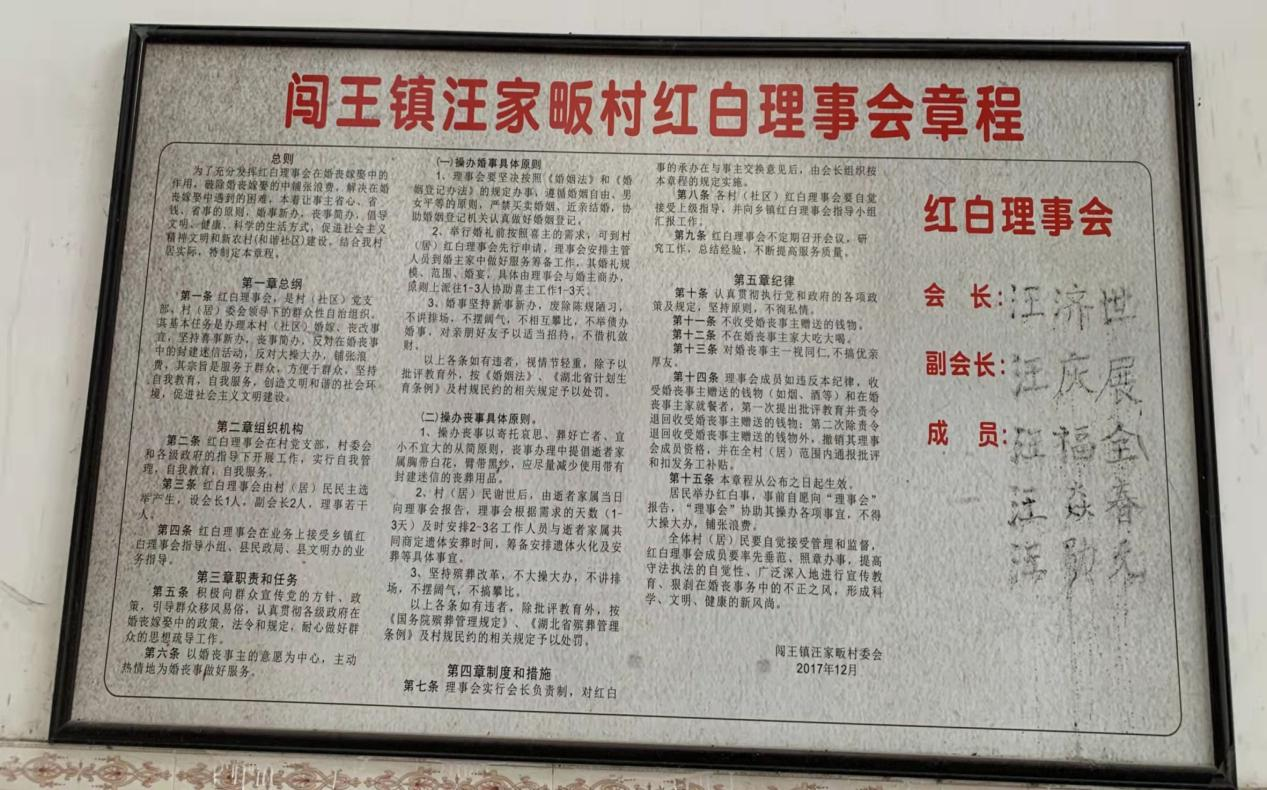 闯王镇汪家畈村红白理事会章程
总则
为了充分发挥红白理事会在婚丧嫁娶中的
作用，破除婚丧嫁娶的中铺张浪费，解决在婚
丧嫁娶中遇到的困难，本着让事主省心、省
钱、省事的原则，婚事新办，丧事简办，倡导
文明、健康、科学的生活方式，促进社会主义
精神文明和新农村(和谐社区)建设，结合我村
居实际，特制定本章程。
第一章总纲
第一条 红白理事会，是村（社区）党支
部、村（居）委会领导下的群众性自治组织。
其基本任务是办理本村（社区）婚嫁、丧改事
宜，坚持喜事新办，丧事简办，反对在婚丧事
中的封建迷信活动，反对大操大办，铺张浪
费，其宗旨是服务于群众，方便于群众，坚持
自我教育，自我服务，创造文明和谐的社会环
境，促进社会主义文明建设。
第二章组织机构
第二条 红白理事会在村党支部，村委会
和各级政府的指导下开展工作，实行自我管
理，自我教育，自我服务。
第三条 红白理事会由村（居）民民主选
举产生，设会长1人，副会长2人，理事若干
人。
第四条 红白理事会在业务上接受乡镇红
白理事会指导小组、县民政局、县文明办的业
务指导
第三章职责和任务
第五条 积极向群众宣传党的方针、政
策，引导群众移风易俗，认真贯彻各级政府在
婚丧嫁娶中的政策，法令和规定，耐心做好群
众的思想疏导工作。
第六条 以婚丧事主的意愿为中心，主动
热情地为婚丧事做好服务。
(一)操办婚事具体原则
1、理事会要坚决按照《婚姻法》和《婚
姻登记办法》的规定办事，遵循婚姻自由、男
女平等的原则，严禁买卖婚姻、近亲结婚，协
助婚姻登记机关认真做好婚姻登记。
2、举行婚礼前按照喜主的需求，可到村
（居）红白理事会先行申请，理事会安排主管
人员到婚主家中做好服务筹备工作，其婚礼规
模、范围、婚宴，具体由理事会与婚主商办，
原则上派往1-3人协助喜主工作1-3天。
3、婚事坚持新事新办，废除陈规陋习，
不讲排场，不摆阔气，不相互攀比，不举债办
婚事，对亲朋好友予以适当招待，不借机敛
财。
以上各条如有违者，视情节轻重，除予以
批评教育外，按《婚姻法》、《湖北省计划生
育条例》及村规民约的相关规定予以处罚。
(二)操办丧事具体原则。
1、操办丧事以寄托哀思、葬好亡者、宣
小不宜大的从简原则，丧事办理中提倡逝者家
属胸带白花，臂带黑纱，应尽量减少使用带有
封建迷信的丧葬用品。
2、村（居）民谢世后，由逝者家属当日
向理事会报告，理事会根据需求的天数（1-
3天）及时安排2-3名工作人员与逝者家属共
同商定遗体安葬时间，筹备安排遗体火化及安
葬等具体事宜。
3、坚持殡葬改革，不大操大办，不讲排
场，不摆阔气，不搞攀比。
以上各条如有违者，除批评教育外，按
《国务院殡葬管理规定》、《湖北省殡葬管理
条例》及村规民约的相关规定予以处罚。
第四章制度和措施
第七条 理事会实行会长负责制，对红白
事的承办在与事主交换意见后，由会长组织按
本章程的规定实施。
第八条 各村（社区）红白理事会要自觉
接受上级指导，并向乡镇红白理事会指导小组
汇报工作。
第九条 红白理事会不定期召开会议，研
究工作，总结经验，不断提高服务质量。
第五章纪律
第十条 认真贯彻执行党和政府的各项政
策及规定，坚持原则，不徇私情。
第十一条 不收受婚丧事主赠送的钱物。
第十二条 不在婚丧事主家大吃大喝。
第十三条 对婚丧事主一视同仁,不搞优亲
厚友。
第十四条 理事会成员如违反本纪律，收
受婚丧事主赠送的钱物（如烟、酒等）和在婚
丧事主家就餐者，第一次提出批评教育并责令
退回收受婚丧事主赠送的钱物；第二次除责令
退回收受婚丧事主赠送的钱物外，撤销其理事
会成员资格，并在全村（居）范围内通报批评
和扣发务工补贴。
第十五条 本章程从公布之日起生效。
居民举办红白事，事前自愿向“理事会”
报告，“理事会”协助其操办各项事宜，不得
大操大办，铺张浪费。
全体村（居）民要自觉接受管理和监督，
红白理事会成员要率先垂范、照章办事，提高
守法执法的自觉性、广泛深入地进行宣传教
育、狠刹在婚丧事务中的不正之风，形成科
学、文明、健康的新风尚。
闯王镇汪家畈村委会
2017年12月
红白理事会
会 长：汪济世
副会长：汪庆展
成 员：汪福全
汪焱春
汪勋无